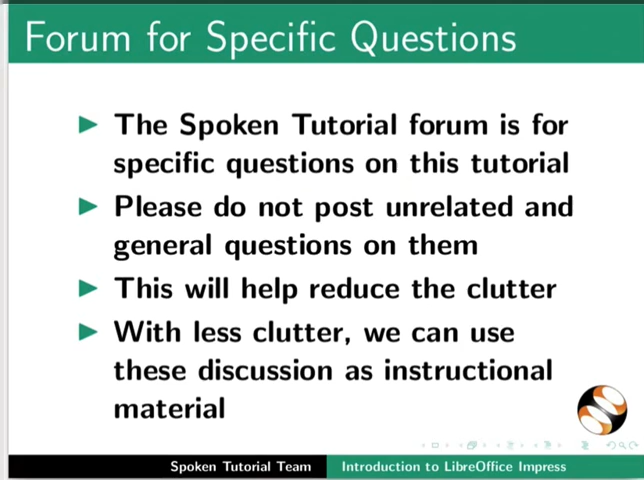 Forum for Specific Questions
The Spoken Tutorial forum is for
specific questions on this tutorial
Please do not post unrelated and
general questions on them
This will help reduce the clutter
With less clutter, we can use
these discussion as instructional
material
Spoken Tutorial Team
Introduction to LibreOffice Impress